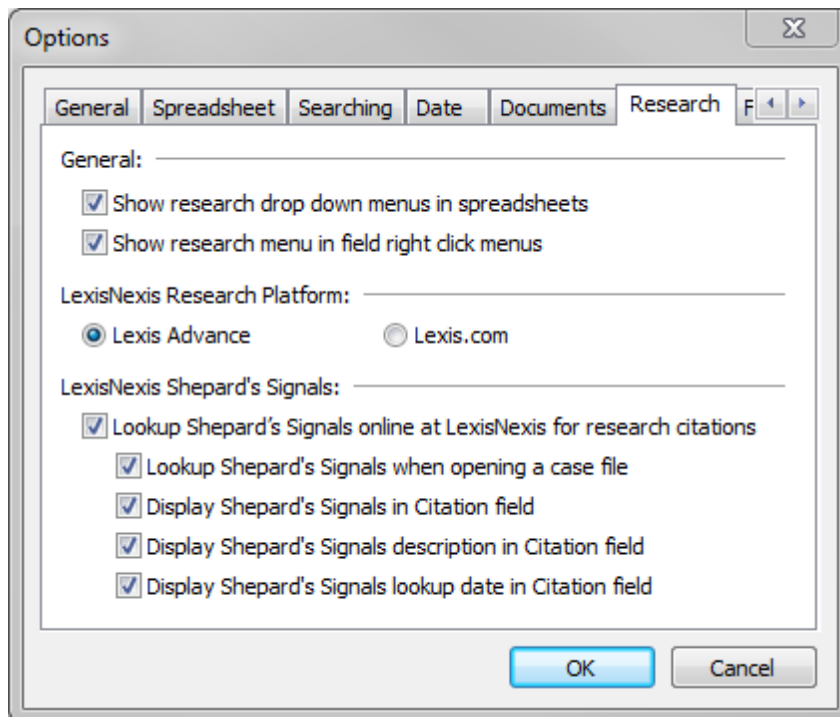 Options
General Spreadsheet Searching Date Documents Research
General:
Show research drop down menus in spreadsheets
Show research menu in field right click menus
LexisNexis Research Platform:
Lexis Advance Lexis.com
LexisNexis Shepard's Signals:
Lookup Shepard’s Signals online at LexisNexis for research citations
Lookup Shepard's Signals when opening a case file
Display Shepard's Signals in Citation field
Display Shepard's Signals description in Citation field
Display Shepard's Signals lookup date in Citation field
OK Cancel